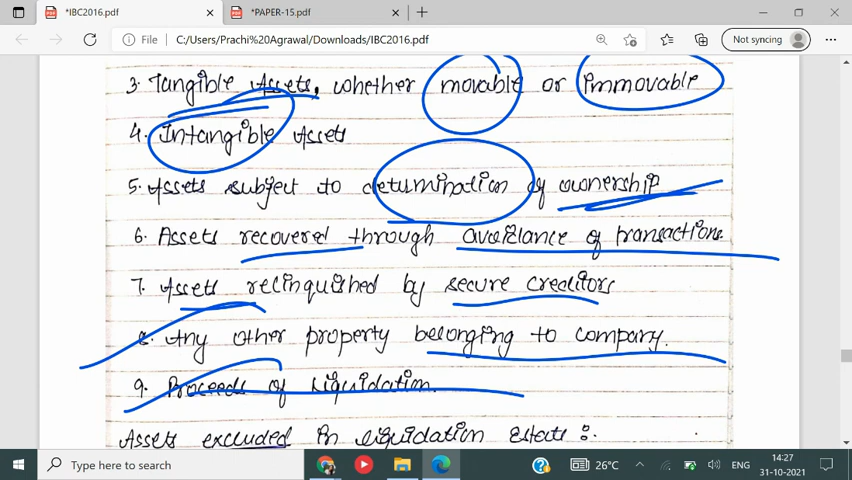 *IBC2016.pdf
*PAPER-15.pdf
File C:/Users/Prachi%20Agrawal/Downloads/IBC2016.pdf
Not syncing
3. Tangible Assets, whether movable or Immovable
4. Intangible Assets
5. Assets subject to determination of ownership
6. Assets recovered through avoidance of transactions.
7. Assets relinquished by secure creditors
8. Any other property belonging to company.
9. Proceeds of Liquidation.
Assets excluded in liquidation Estate :-
Type here to search
26°C
ENG
14:27
31-10-2021